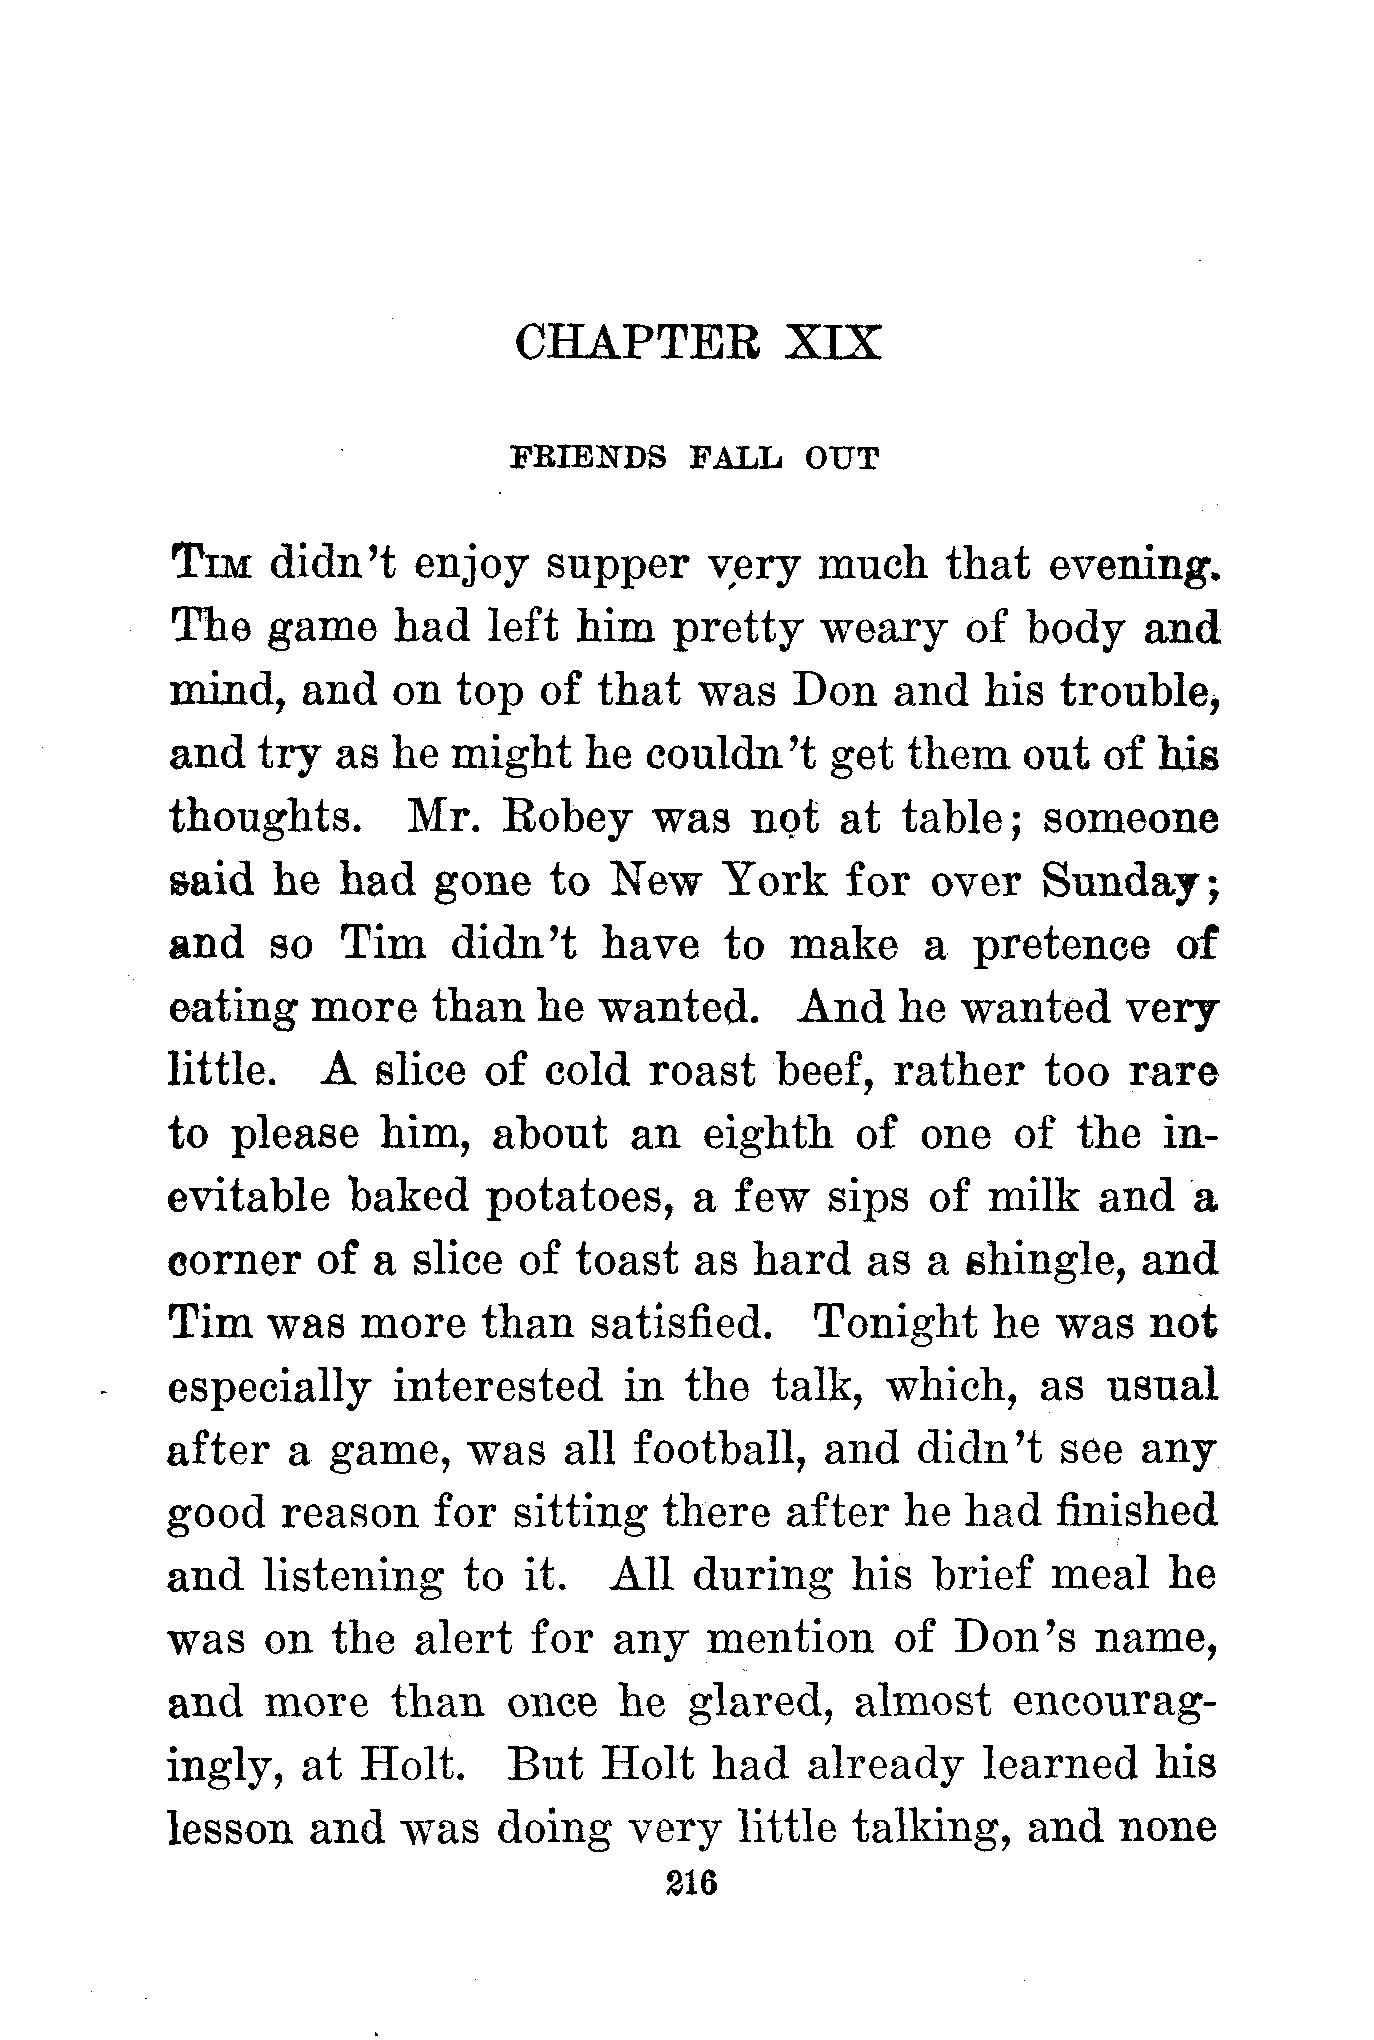 CHAPTER XIX
FRIENDS FALL OUT
TIM didn't enjoy supper very much that evening.
The game had left him pretty weary of body and
mind, and on top of that was Don and his trouble,
and try as he might he couldn't get them out of his
thoughts. Mr. Robey was not at table; someone
said he had gone to New York for over Sunday;
and so Tim didn't have to make a pretence of
eating more than he wanted. And he wanted very
little. A slice of cold roast beef, rather too rare
to please him, about an eighth of one of the in-
evitable baked potatoes, a few sips of milk and a
corner of a slice of toast as hard as a shingle, and
Tim was more than satisfied. Tonight he was not
especially interested in the talk, which, as usual
after a game, was all football, and didn't see any
good reason for sitting there after he had finished
and listening to it. All during his brief meal he
was on the alert for any mention of Don's name,
and more than once he glared, almost encourag-
ingly, at Holt. But Holt had already learned his
lesson and was doing very little talking, and none
216